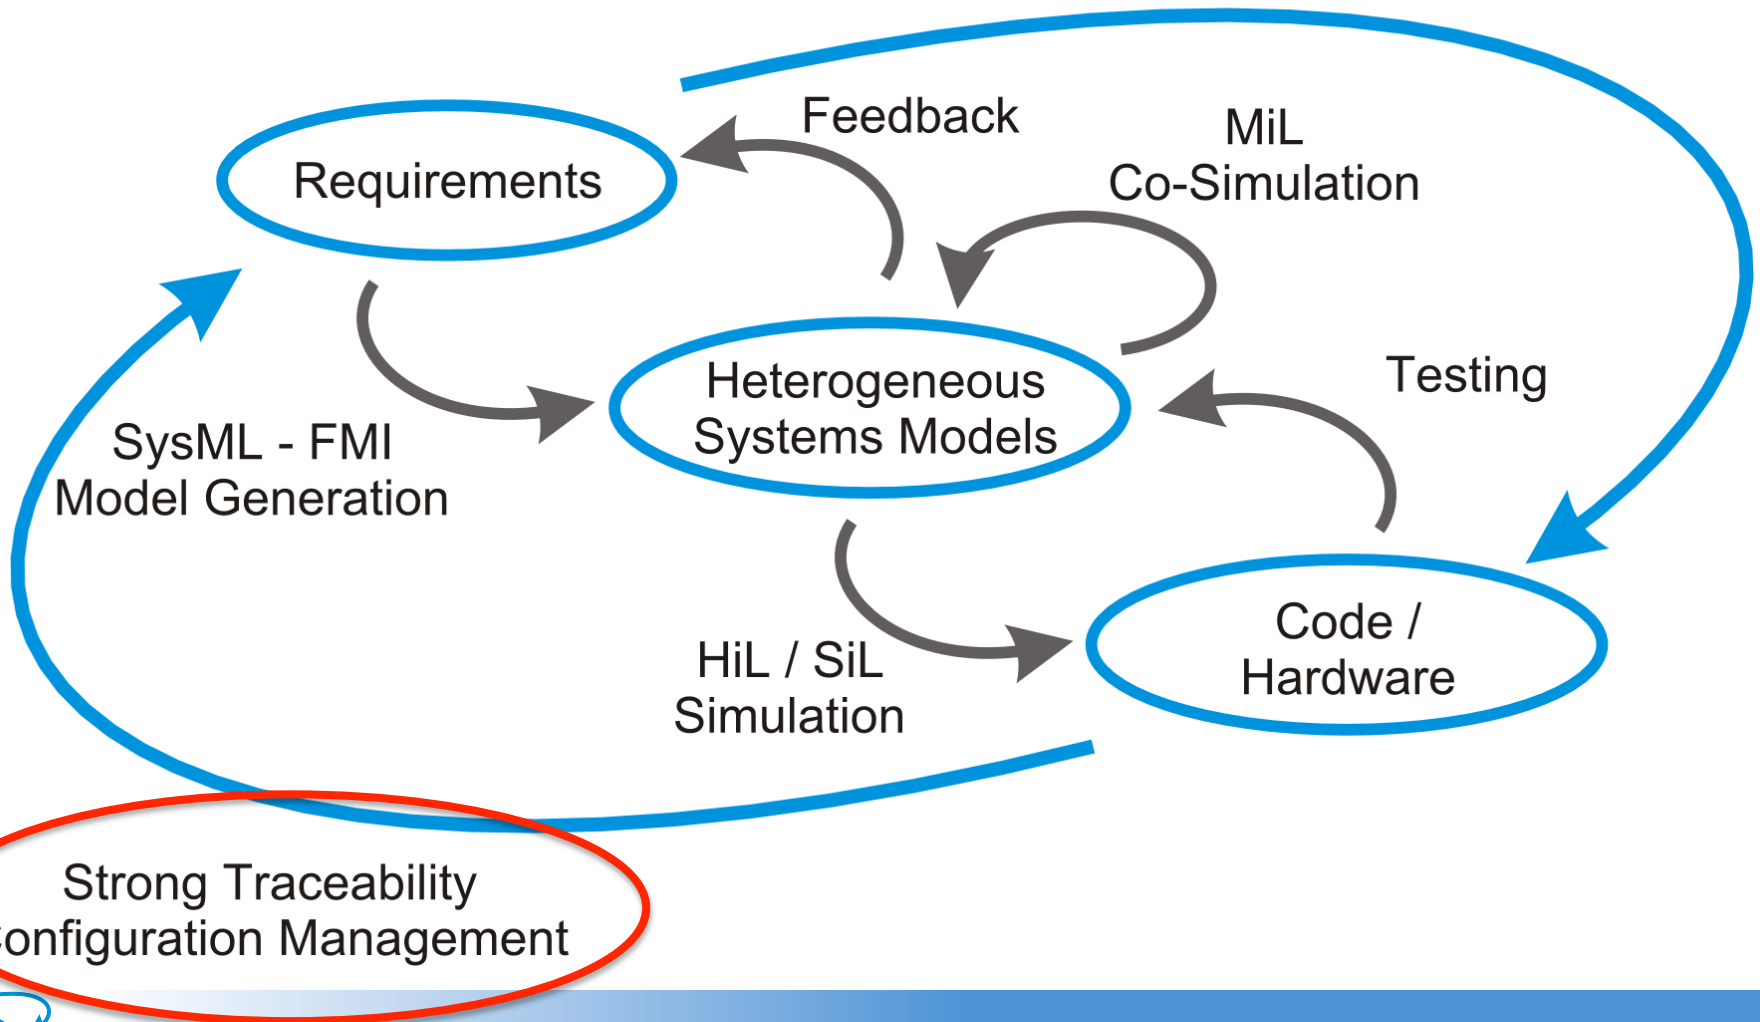 Feedback
MiL
Co-Simulation
Requirements
Heterogeneous
Systems Models
Testing
SysML - FMI
Model Generation
Code /
Hardware
HiL / SiL
Simulation
Strong Traceability
onfiguration Management